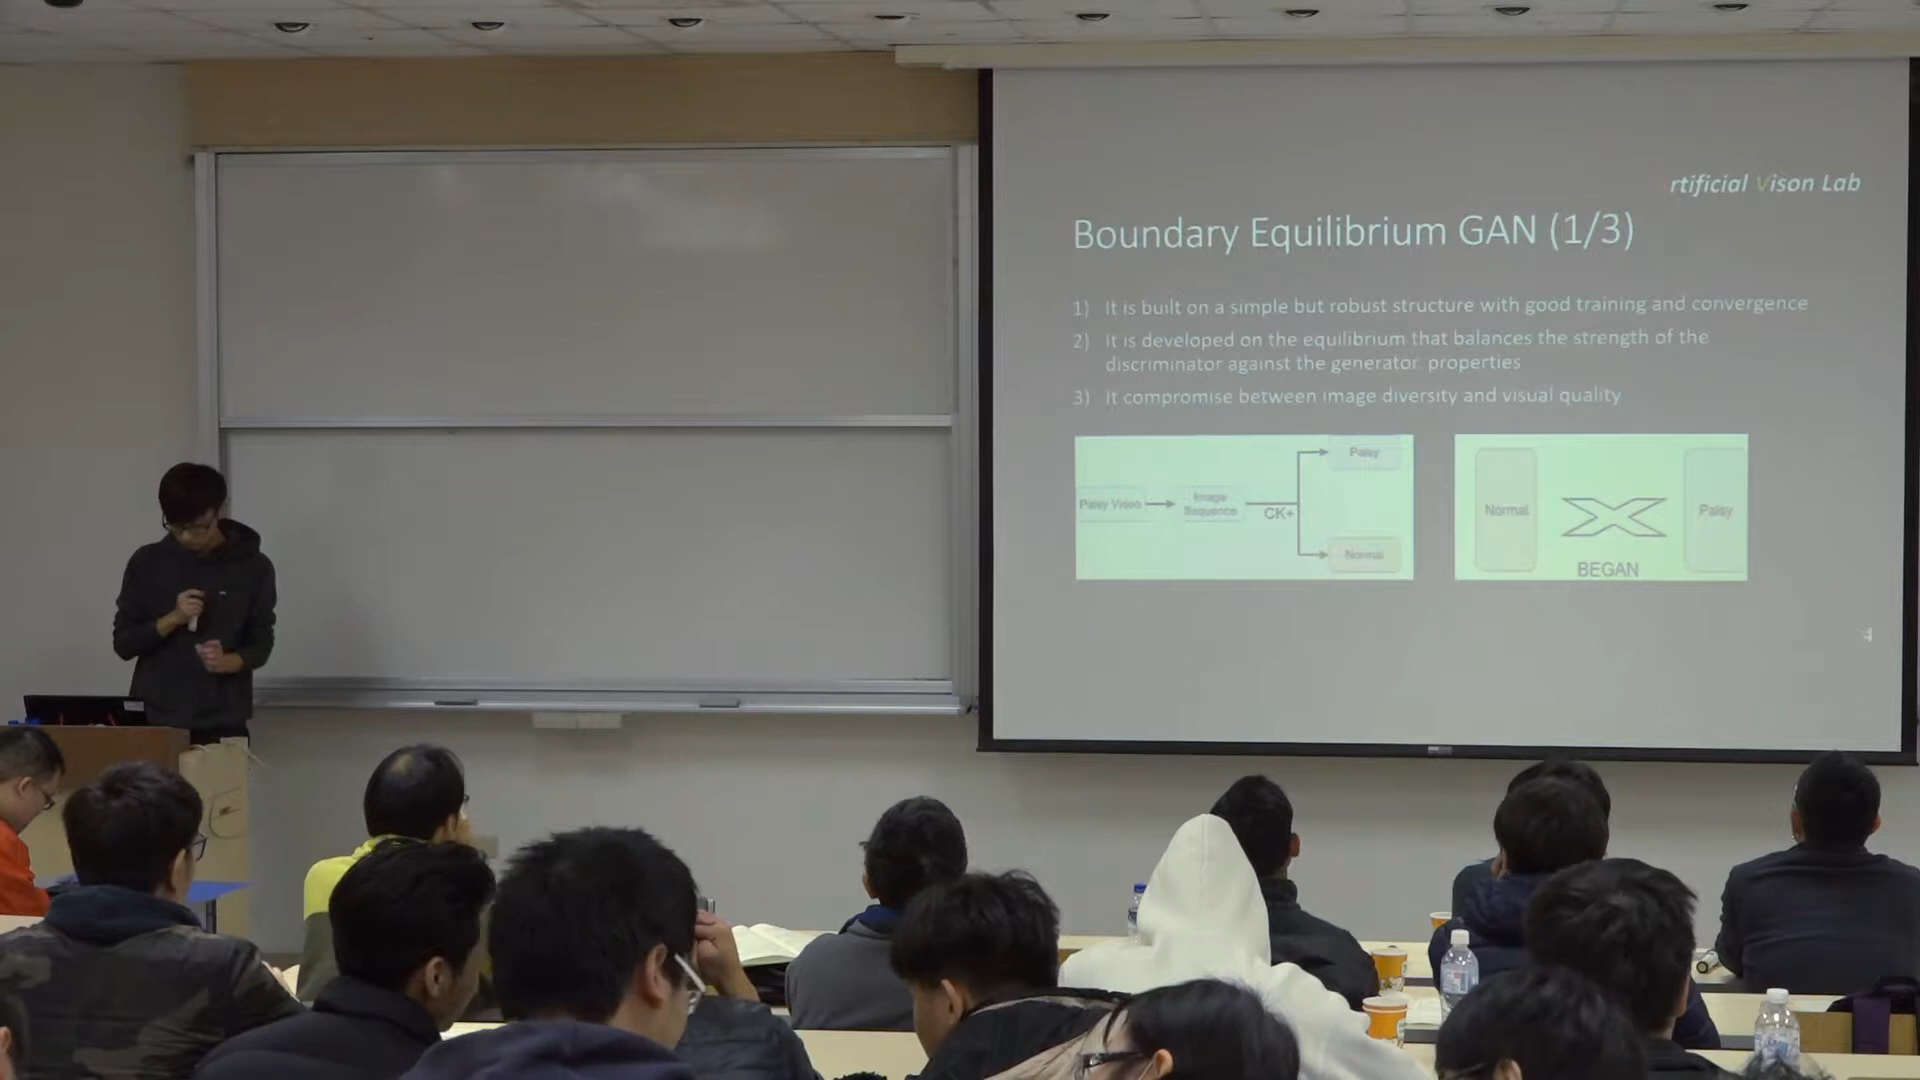 rtificial Vison Lab
Boundary Equilibrium GAN (1/3)
1) It is built on a simple but robust structure with good training and convergence
2) It is developed on the equilibrium that balances the strength of the
discriminator against the generator properties
3) It compromise between image diversity and visual quality
Palsy
Palsy Video
Image
Sequence
CK+
Normal
Normal
Palsy
BEGAN
4